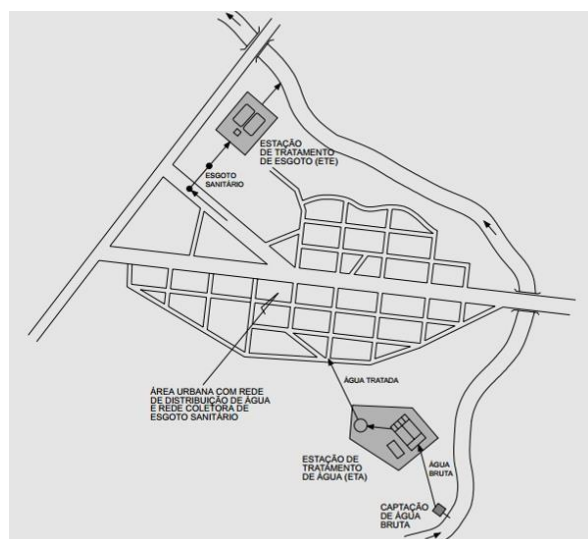 ESTAÇÃO
DE TRATAMENTO
DE ESGOTO (ETE)
ESGOTO
SANITÁRIO
ÁGUA TRATADA
ÁREA URBANA COM REDE
DE DISTRIBUIÇÃO DE ÁGUA
E REDE COLETORA DE
ESGOTO SANITÁRIO
ESTAÇÃO DE
TRATAMENTO
DE ÁGUA (ETA)
ÁGUA
BRUTA
CAPTAÇÃO
DE ÁGUA
BRUTA